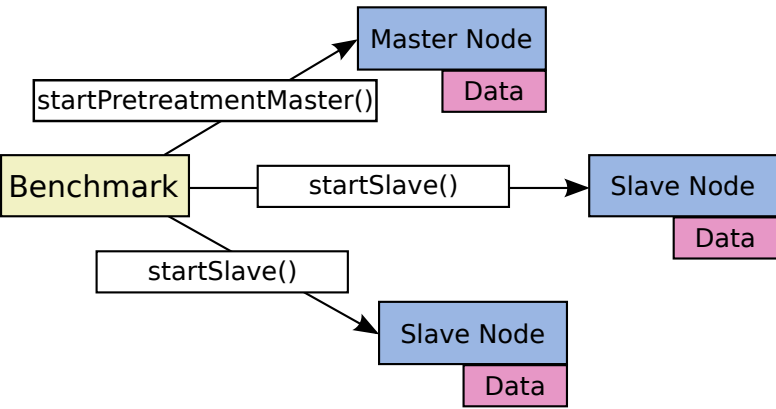 Master Node
Data
startPretreatmentMaster()
Benchmark
startSlave()
Slave Node
Data
startSlave()
Slave Node
Data